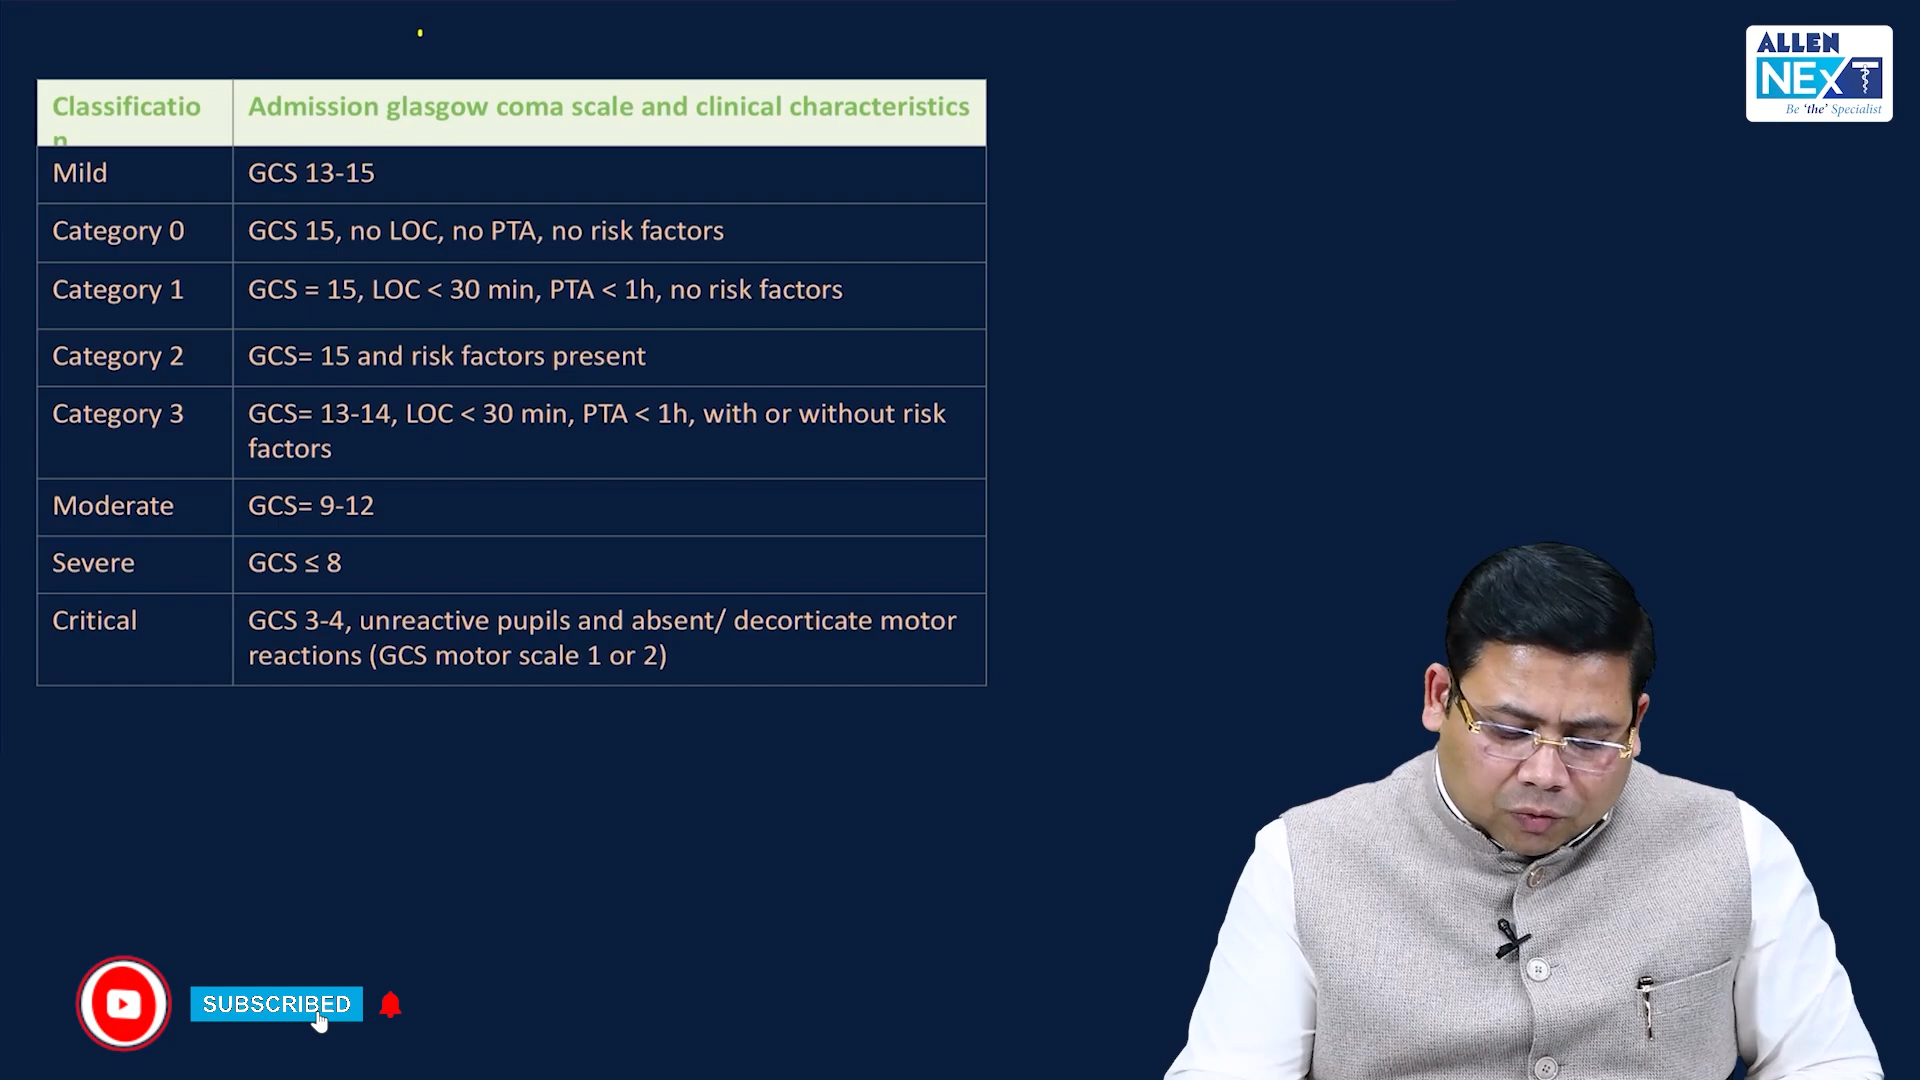 ALLEN
NEXT
Be 'the' Specialist
Classificatio
n
Admission glasgow coma scale and clinical characteristics
Mild
GCS 13-15
Category 0
GCS 15, no LOC, no PTA, no risk factors
Category 1
GCS = 15, LOC < 30 min, PTA < 1h, no risk factors
Category 2
GCS= 15 and risk factors present
Category 3
GCS= 13-14, LOC < 30 min, PTA < 1h, with or without risk
factors
Moderate
GCS= 9-12
Severe
GCS ≤ 8
Critical
GCS 3-4, unreactive pupils and absent/ decorticate motor
reactions (GCS motor scale 1 or 2)
SUBSCRIBED